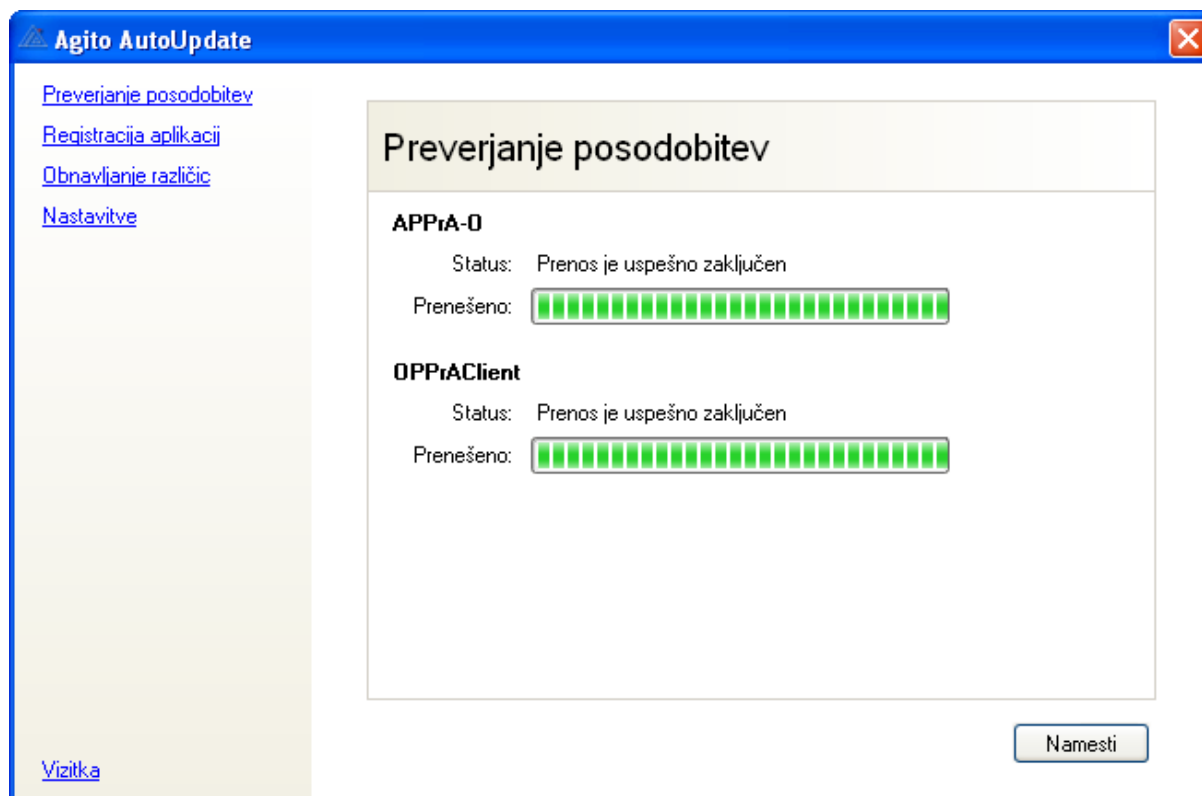 Agito AutoUpdate
Preverjanje posodobitev
Registracija aplikacij
Obnavljanje različic
Nastavitve
Vizitka
Preverjanje posodobitev
APPrA-O
Status: Prenos je uspešno zaključen
Prenešeno:
OPPrAClient
Status: Prenos je uspešno zaključen
Prenešeno:
Namesti